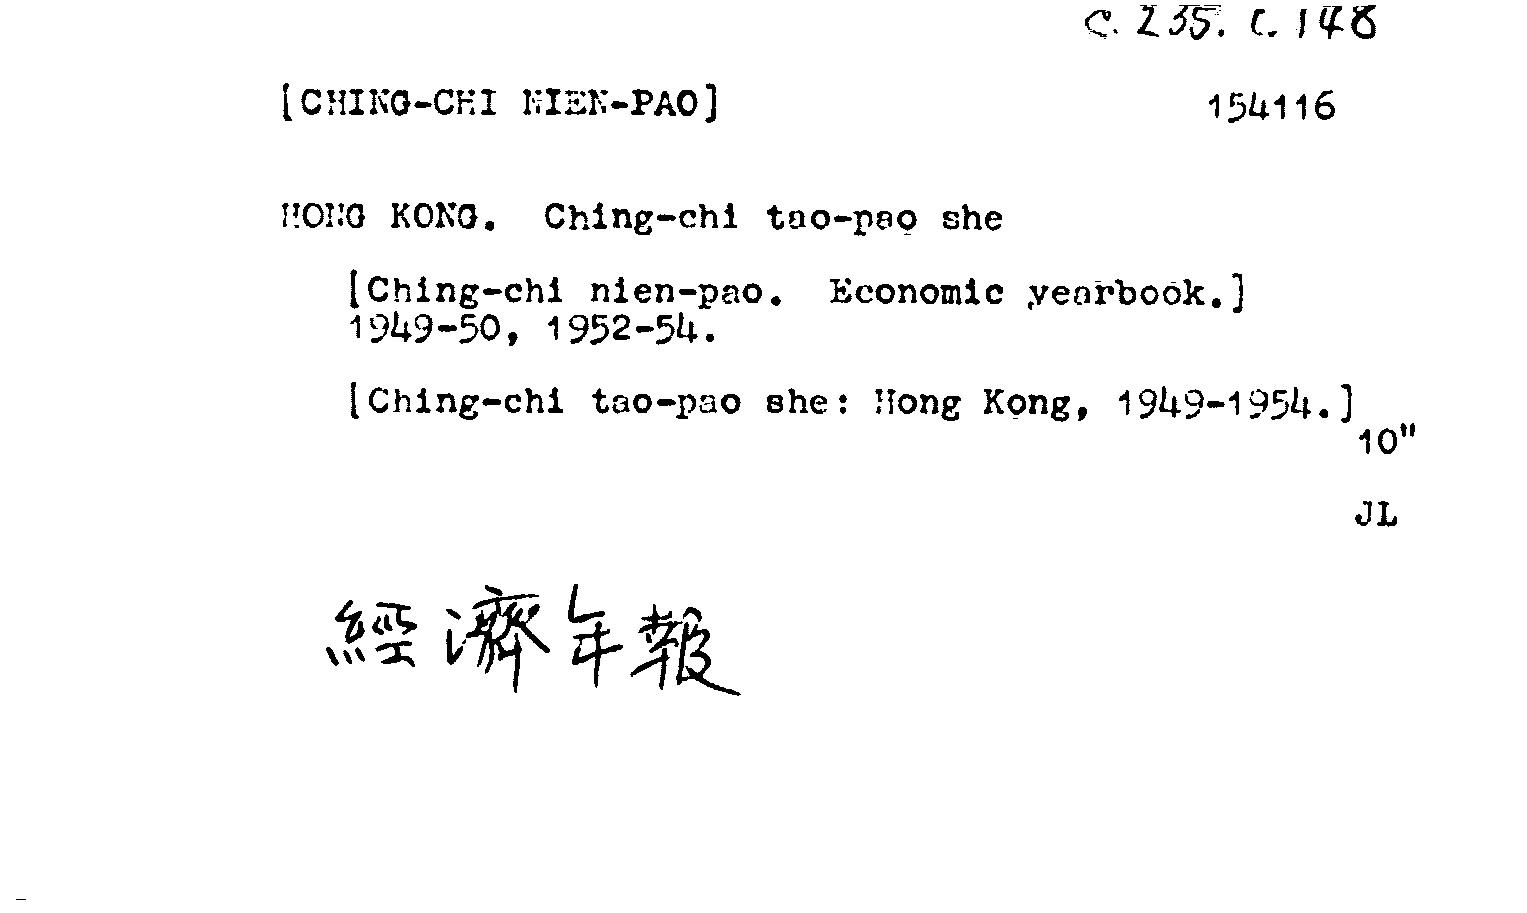 c. 235. c. 148
[CHING-CHI NIEN-PAO] 154116
HONG KONG. Ching-chi tao-pao she
[Ching-chi nien-pao. Economic yearbook.]
1949-50, 1952-54.
[Ching-chi tao-pao she: Hong Kong, 1949-1954.]
10"
JL
經濟年報